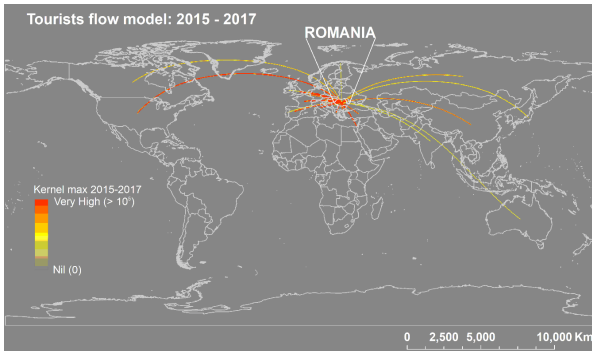 Tourists flow model: 2015 - 2017
ROMANIA
Kernel max 2015-2017
Very High (> 10⁵)
Nil (0)
0 2,500 5,000 10,000 Km